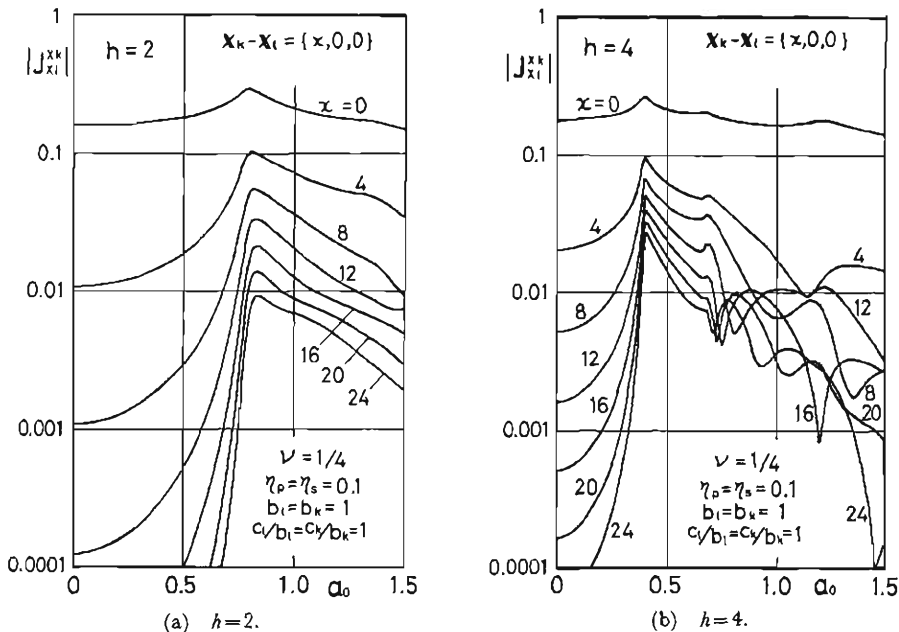 1
|J^{xk}_{xl}|
h=2
X_k-X_l={x,0,0}
x=0
0.1
4
8
0.01
12
16
20
24
0.001
ν=1/4
η_p=η_s=0.1
b_l=b_k=1
c_l/b_l=c_k/b_k=1
0.0001
0 0.5 1.0 a_0 1.5
(a) h=2.
1
|J^{xk}_{xl}|
h=4
X_k-X_l={x,0,0}
x=0
0.1
4
4
0.01
12
8
12
8
16
16
20
0.001
ν=1/4
20
η_p=η_s=0.1
b_l=b_k=1
24
24
c_l/b_l=c_k/b_k=1
0.0001
0 0.5 1.0 a_0 1.5
(b) h=4.